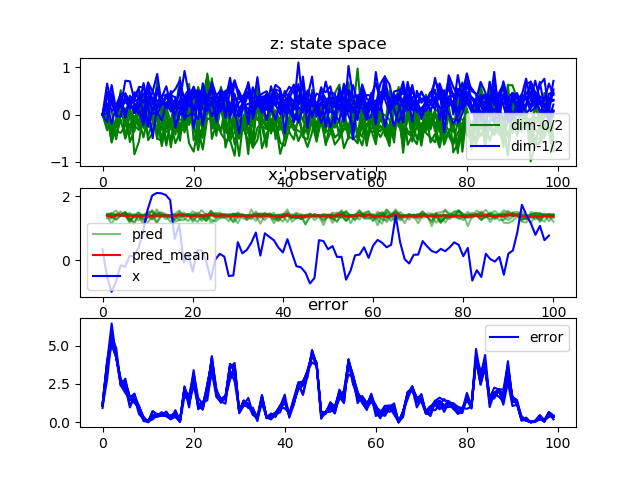 z: state space
1
0
−1
dim-0/2
dim-1/2
0 20 40 60 80 100
x: observation
2
0
pred
pred_mean
x
0 20 40 60 80 100
error
5.0
2.5
0.0
error
0 20 40 60 80 100